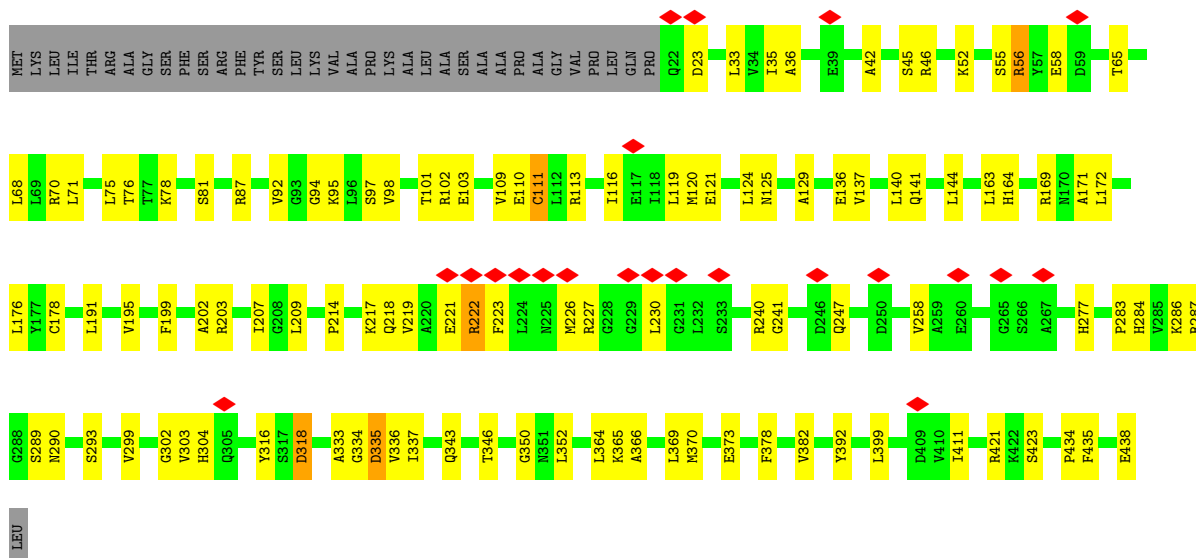 MET LYS LEU ILE THR ARG ALA GLY SER PHE SER ARG PHE TYR SER LEU LYS VAL ALA PRO LYS ALA LEU ALA SER ALA ALA PRO ALA GLY VAL PRO LEU GLN PRO Q22 D23 L33 V34 I35 A36 E39 A42 S45 R46 K52 S55 R56 Y57 E58 D59 T65
L68 L69 R70 L71 L75 T76 T77 K78 S81 R87 V92 G93 G94 K95 L96 S97 V98 T101 R102 E103 V109 E110 C111 L112 R113 I116 E117 I118 L119 M120 E121 L124 N125 A129 E136 V137 L140 Q141 L144 L163 H164 R169 N170 A171 L172
L176 Y177 C178 L191 V195 F199 A202 R203 I207 G208 L209 P214 K217 Q218 V219 A220 E221 R222 F223 L224 N225 M226 R227 G228 G229 L230 G231 L232 S233 R240 G241 D246 Q247 D250 V258 A259 E260 G265 S266 A267 H277 P283 H284 V285 K286 R287
G288 S289 N290 S293 V299 G302 V303 H304 Q305 Y316 S317 D318 A333 G334 D335 V336 I337 Q343 T346 G350 N351 L352 L364 K365 A366 L369 M370 E373 F378 V382 Y392 L399 D409 V410 I411 R421 K422 S423 P434 F435 E438
LEU